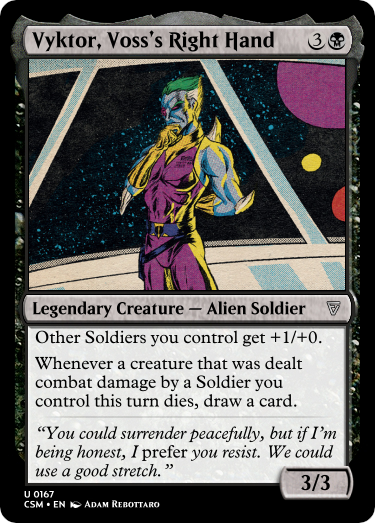 Vyktor, Voss's Right Hand 3
Legendary Creature — Alien Soldier
Other Soldiers you control get +1/+0.
Whenever a creature that was dealt
combat damage by a Soldier you
control this turn dies, draw a card.
“You could surrender peacefully, but if I'm
being honest, I prefer you resist. We could
use a good stretch.”
3/3
U 0167
CSM • EN Adam Rebottaro